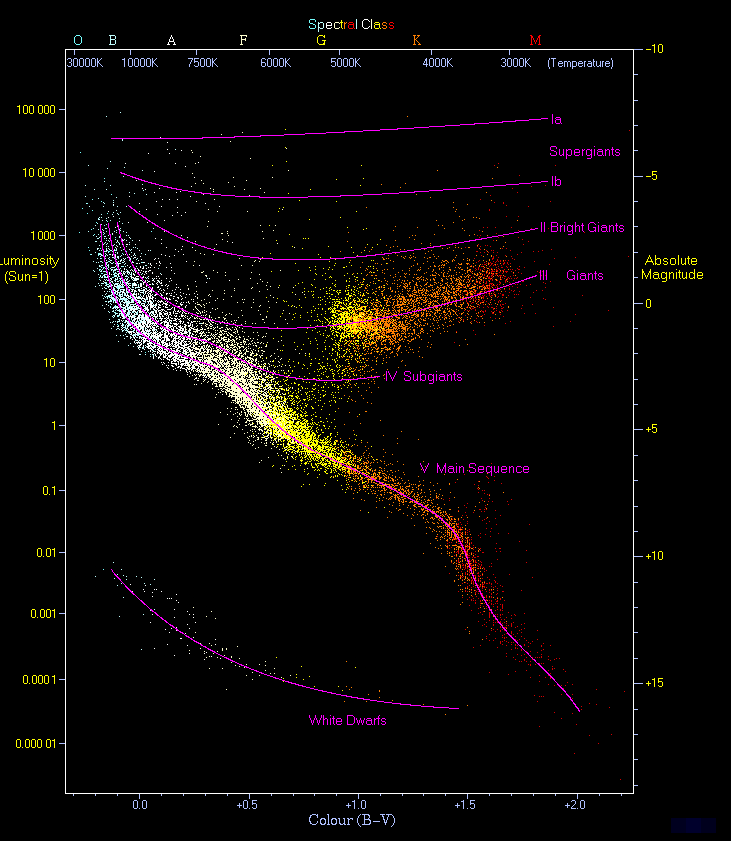 Spectral Class
O B A F G K M
30000K 10000K 7500K 6000K 5000K 4000K 3000K (Temperature)
-10
100 000
Ia
Supergiants
10 000
-5
Ib
II Bright Giants
1 000
Luminosity
(Sun=1)
Absolute
Magnitude
III Giants
100
0
10
IV Subgiants
1
+5
V Main Sequence
0.1
0.01
+10
0.001
0.0001
+15
White Dwarfs
0.000 01
0.0 +0.5 +1.0 +1.5 +2.0
Colour (B-V)